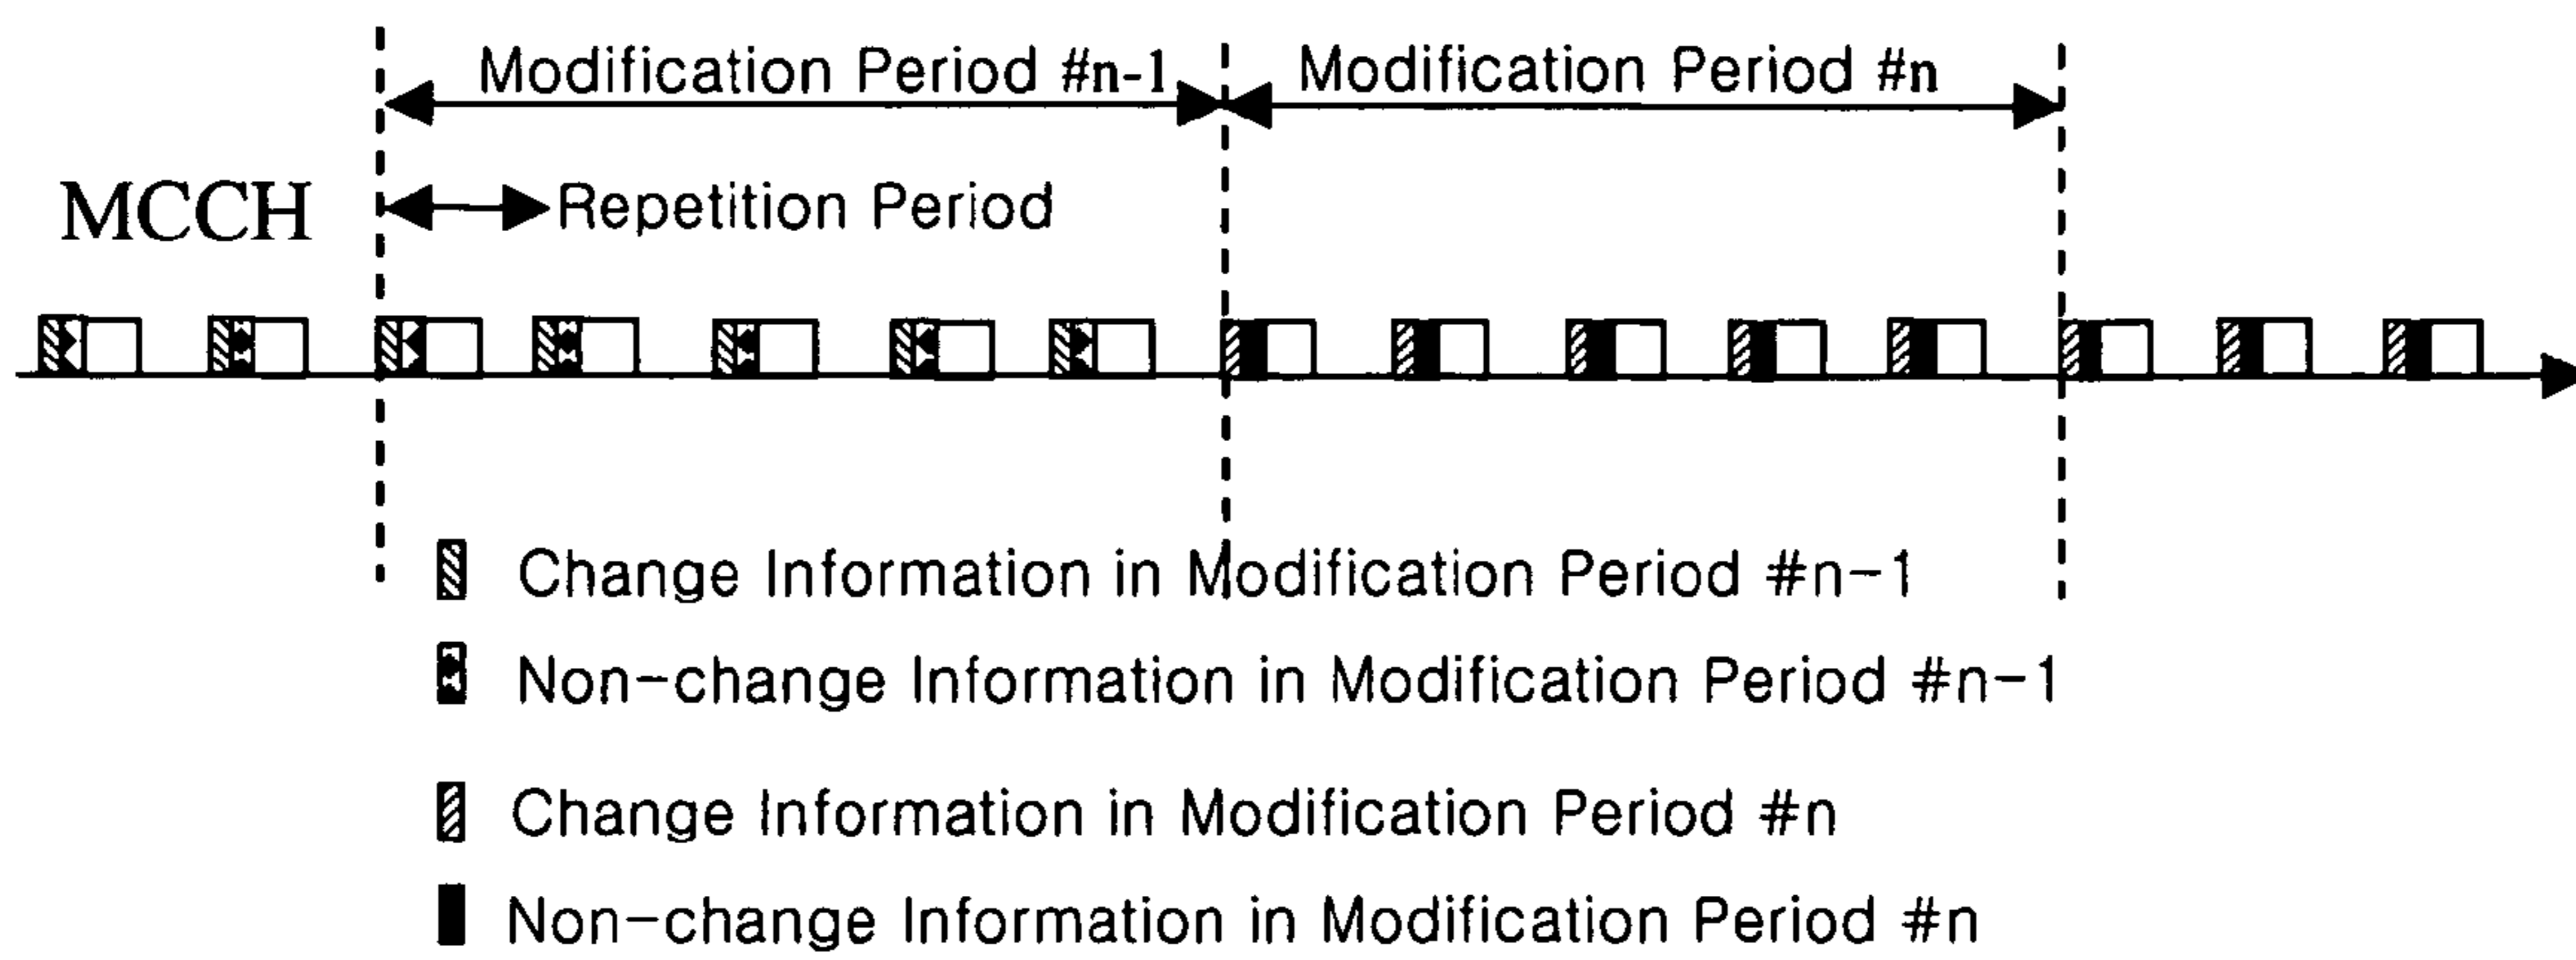 Modification Period #n-1
Modification Period #n
MCCH
Repetition Period
Change Information in Modification Period #n-1
Non-change Information in Modification Period #n-1
Change Information in Modification Period #n
Non-change Information in Modification Period #n